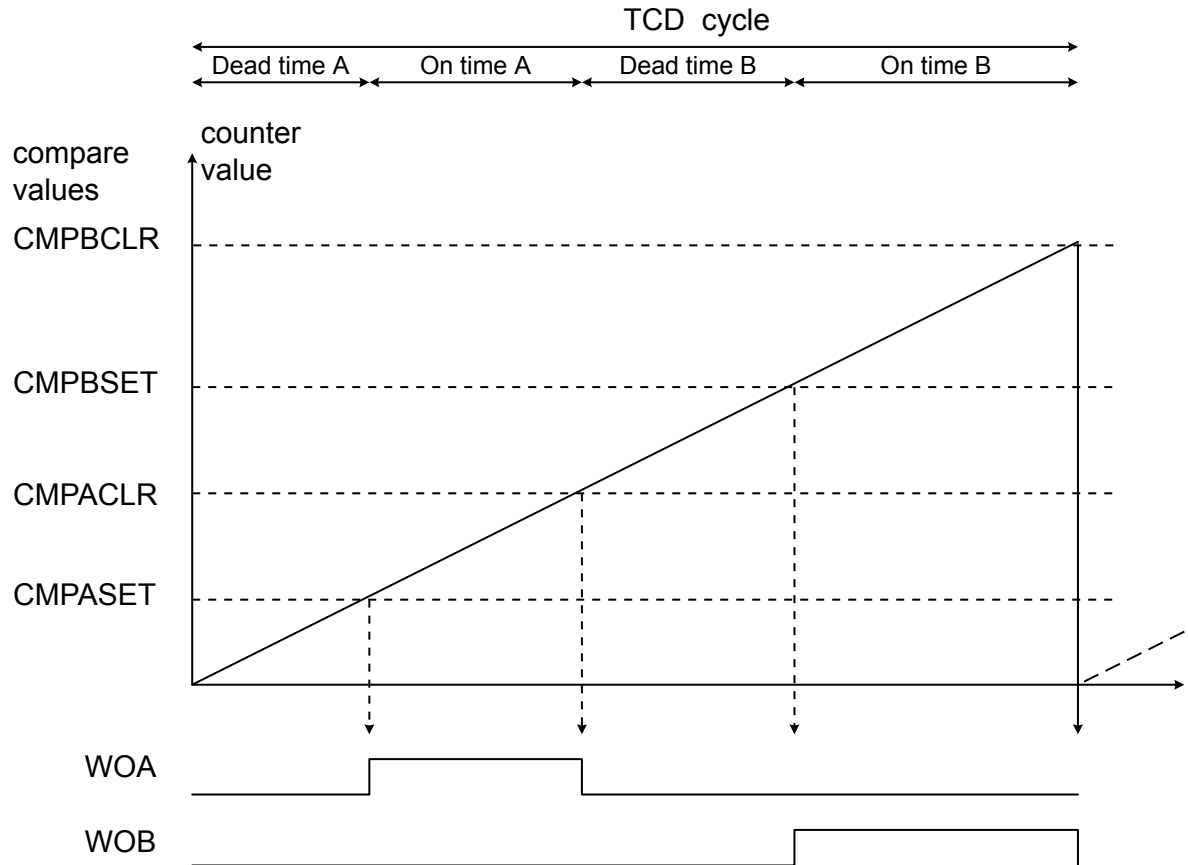 TCD cycle
Dead time A
On time A
Dead time B
On time B
counter
value
compare
values
CMPBCLR
CMPBSET
CMPACLR
CMPASET
WOA
WOB